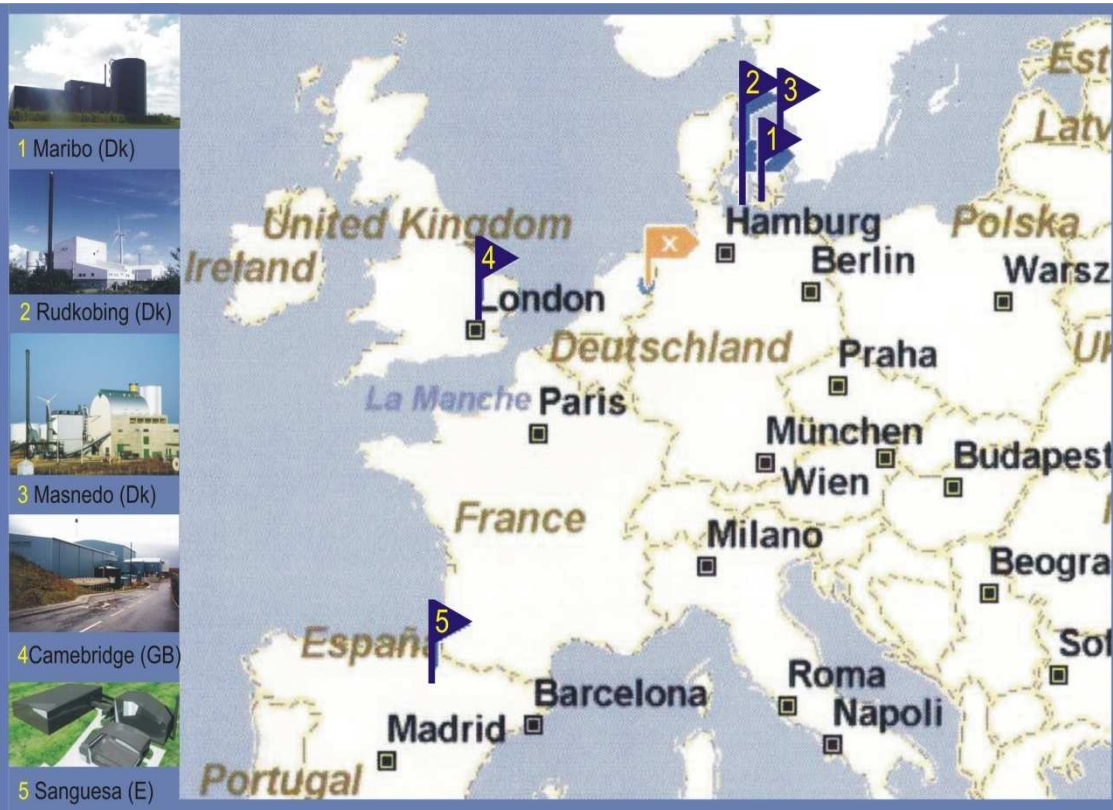 1 Maribo (Dk)
2 Rudkobing (Dk)
3 Masnedo (Dk)
4Camebridge (GB)
5 Sanguesa (E)
Est
Latv
2
3
1
United Kingdom
Ireland
4
London
X
Hamburg
Berlin
Polska
Warsz
Deutschland
Praha
Uk
La Manche
Paris
München
Wien
Budapest
France
Milano
Beogra
5
España
Barcelona
Madrid
Portugal
Roma
Napoli
Sof